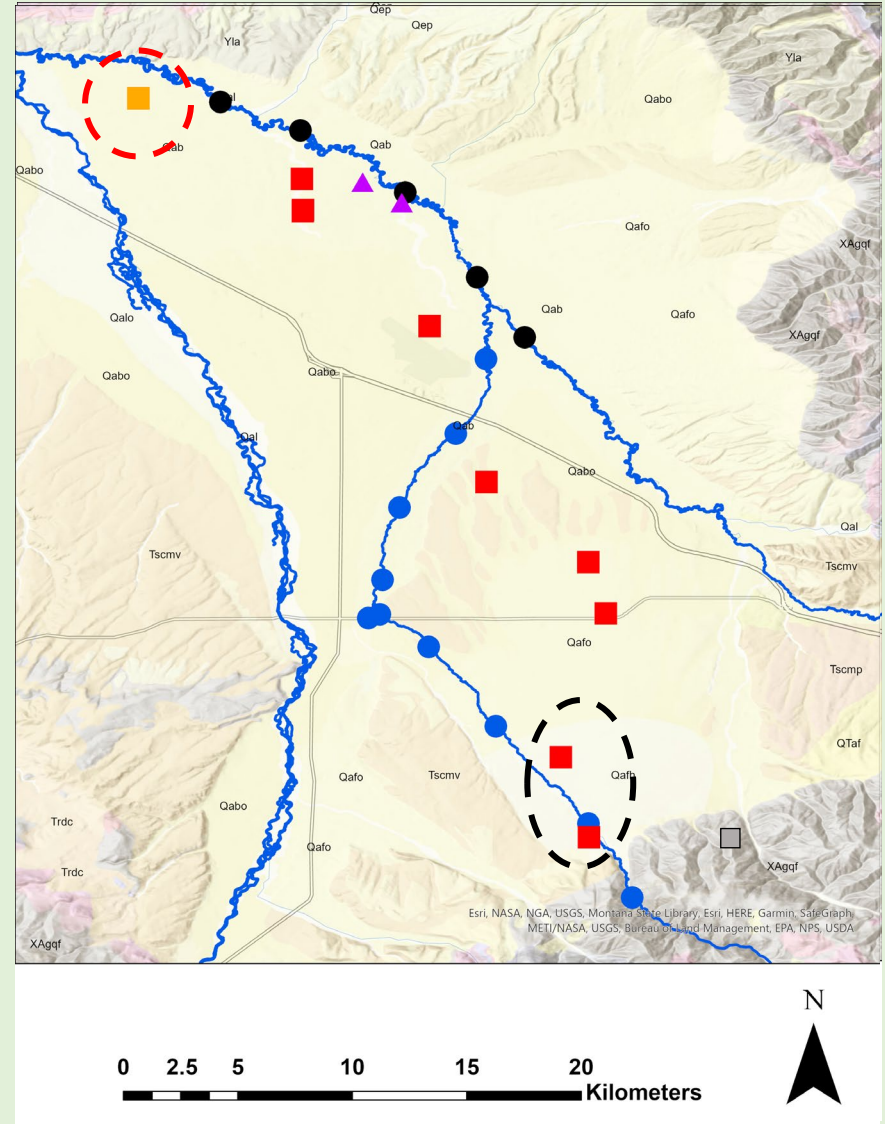 Qep
Qep
Yla
Yla
Qabo
Qab
Qab
Qabo
Qafo
XAgqf
Qab
Qafo
Qalo
XAgqf
Qabo
Qabo
Qab
Qal
Qabo
Qal
Tscmv
Tscmv
Qafo
Tscmp
QTaf
Qafo
Tscmv
Qafh
Qabo
Trdc
Qafo
Trdc
XAgqf
XAgqf
Esri, NASA, NGA, USGS, Montana State Library, Esri, HERE, Garmin, SafeGraph,
METI/NASA, USGS, Bureau of Land Management, EPA, NPS, USDA
N
0 2.5 5 10 15 20
Kilometers